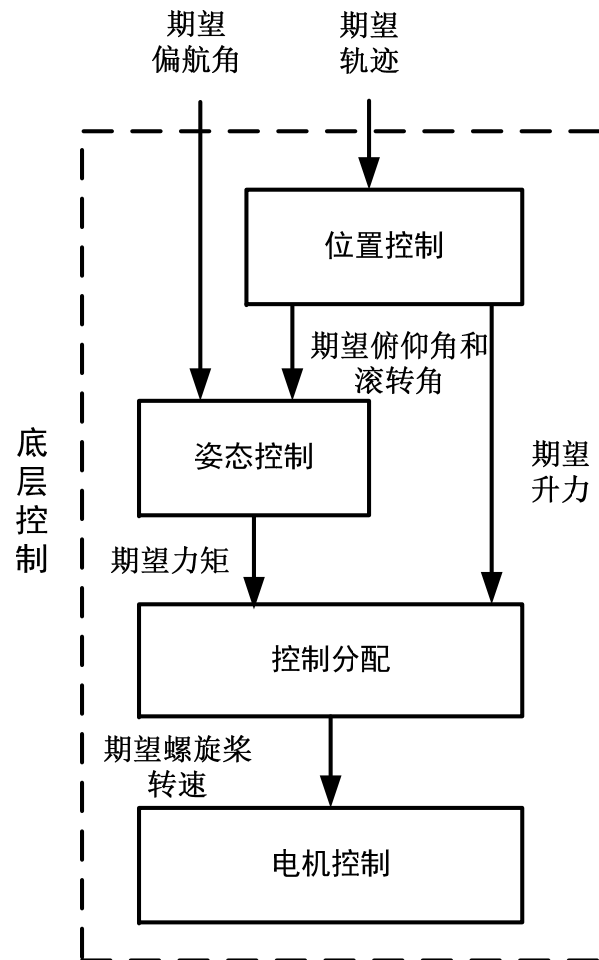 期望
偏航角
期望
轨迹
位置控制
期望俯仰角和
滚转角
姿态控制
期望
升力
底层控制
期望力矩
控制分配
期望螺旋桨
转速
电机控制